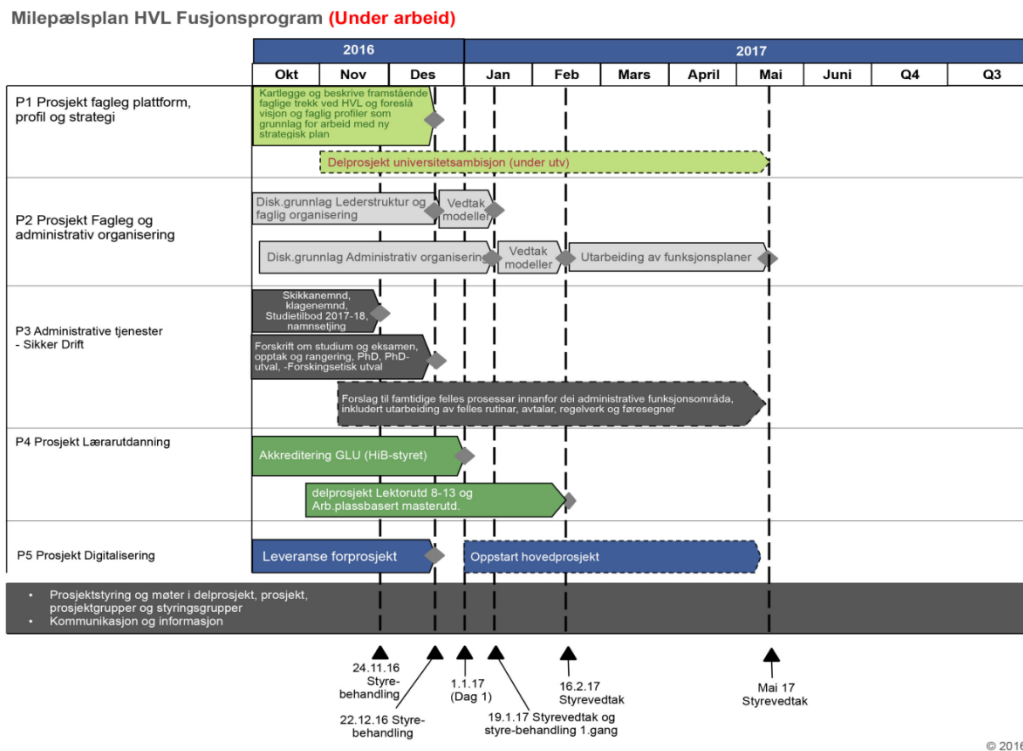 Milepælsplan HVL Fusjonsprogram (Under arbeid)
2016
2017
Okt
Nov
Des
Jan
Feb
Mars
April
Mai
Juni
Q4
Q3
P1 Prosjekt fagleg plattform,
profil og strategi
Kartlegge og beskrive framstående
faglige trekk ved HVL og foreslå
visjon og faglig profiler som
grunnlag for arbeid med ny
strategisk plan
Delprosjekt universitetsambisjon (under utv)
P2 Prosjekt Fagleg og
administrativ organisering
Disk.grunnlag Lederstruktur og
faglig organisering
Vedtak
modeller
Disk.grunnlag Administrativ organisering
Vedtak
modeller
Utarbeiding av funksjonsplaner
P3 Administrative tjenester
- Sikker Drift
Skikkanemnd,
klagenemnd,
Studietilbod 2017-18,
namnsetjing
Forskrift om studium og eksamen,
opptak og rangering, PhD, PhD-
utval, -Forskingsetisk utval
Forslag til famtidige felles prosessar innanfor dei administrative funksjonsområda,
inkludert utarbeiding av felles rutinar, avtalar, regelverk og føresegner
P4 Prosjekt Lærarutdanning
Akkreditering GLU (HiB-styret)
delprosjekt Lektorutd 8-13 og
Arb.plassbasert masterutd.
P5 Prosjekt Digitalisering
Leveranse forprosjekt
Oppstart hovedprosjekt
• Prosjektstyring og møter i delprosjekt, prosjekt,
prosjektgrupper og styringsgrupper
• Kommunikasjon og informasjon
24.11.16
Styre-
behandling
22.12.16 Styre-
behandling
1.1.17
(Dag 1)
19.1.17 Styrevedtak og
styre-behandling 1.gang
16.2.17
Styrevedtak
Mai 17
Styrevedtak
© 2016